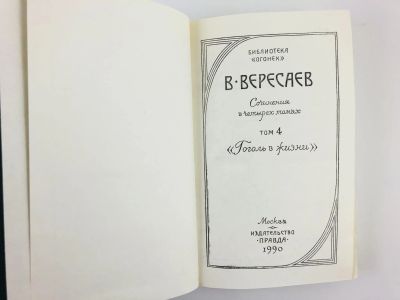 БИБЛИОТЕКА
«ОГОНЕК»
В·ВЕРЕСАЕВ
Сочинения
в четырех томах
ТОМ 4
«Гоголь в жизни»
Москва
ИЗДАТЕЛЬСТВО
·ПРАВДА·
1990